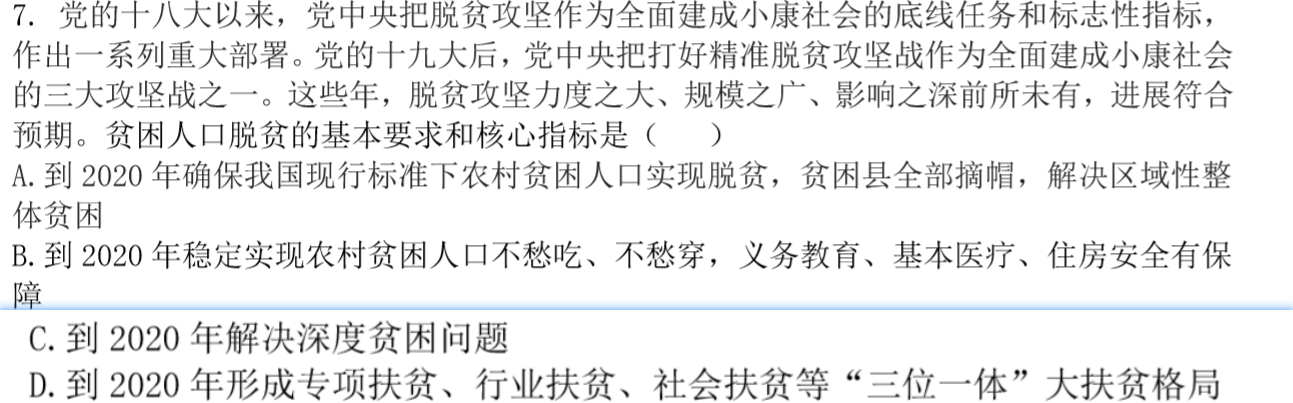 7. 党的十八大以来，党中央把脱贫攻坚作为全面建成小康社会的底线任务和标志性指标，
作出一系列重大部署。党的十九大后，党中央把打好精准脱贫攻坚战作为全面建成小康社会
的三大攻坚战之一。这些年，脱贫攻坚力度之大、规模之广、影响之深前所未有，进展符合
预期。贫困人口脱贫的基本要求和核心指标是（　　）
A. 到 2020 年确保我国现行标准下农村贫困人口实现脱贫，贫困县全部摘帽，解决区域性整
体贫困
B. 到 2020 年稳定实现农村贫困人口不愁吃、不愁穿，义务教育、基本医疗、住房安全有保
障
C. 到 2020 年解决深度贫困问题
D. 到 2020 年形成专项扶贫、行业扶贫、社会扶贫等“三位一体”大扶贫格局